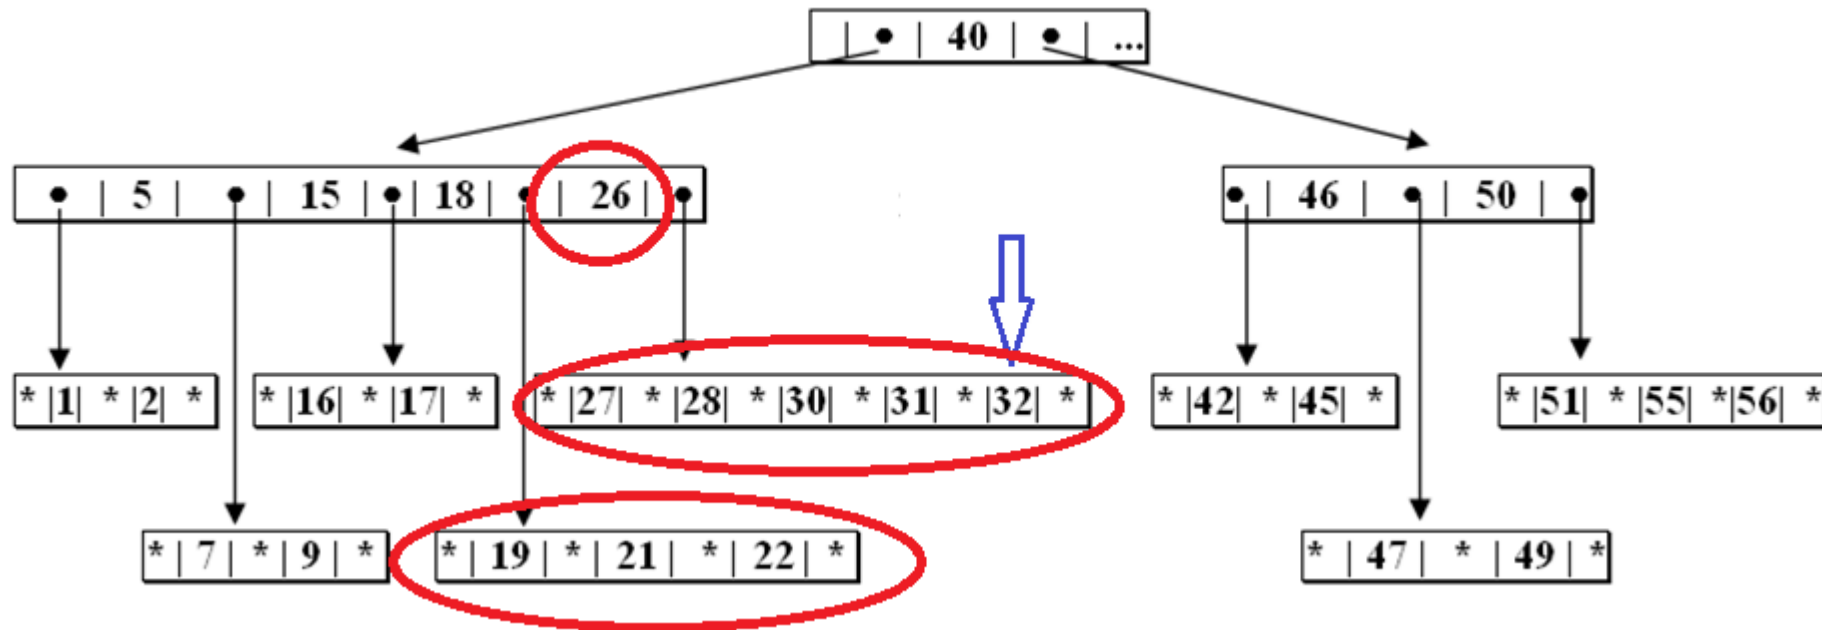 | • | 40 | • | ...
• | 5 | • | 15 | • | 18 | • | 26 | •
• | 46 | • | 50 | •
* |1| * |2| *
* |16| * |17| *
* |27| * |28| * |30| * |31| * |32| *
* |42| * |45| *
* |51| * |55| * |56| *
* | 7 | * | 9 | *
* | 19 | * | 21 | * | 22 | *
* | 47 | * | 49 | *